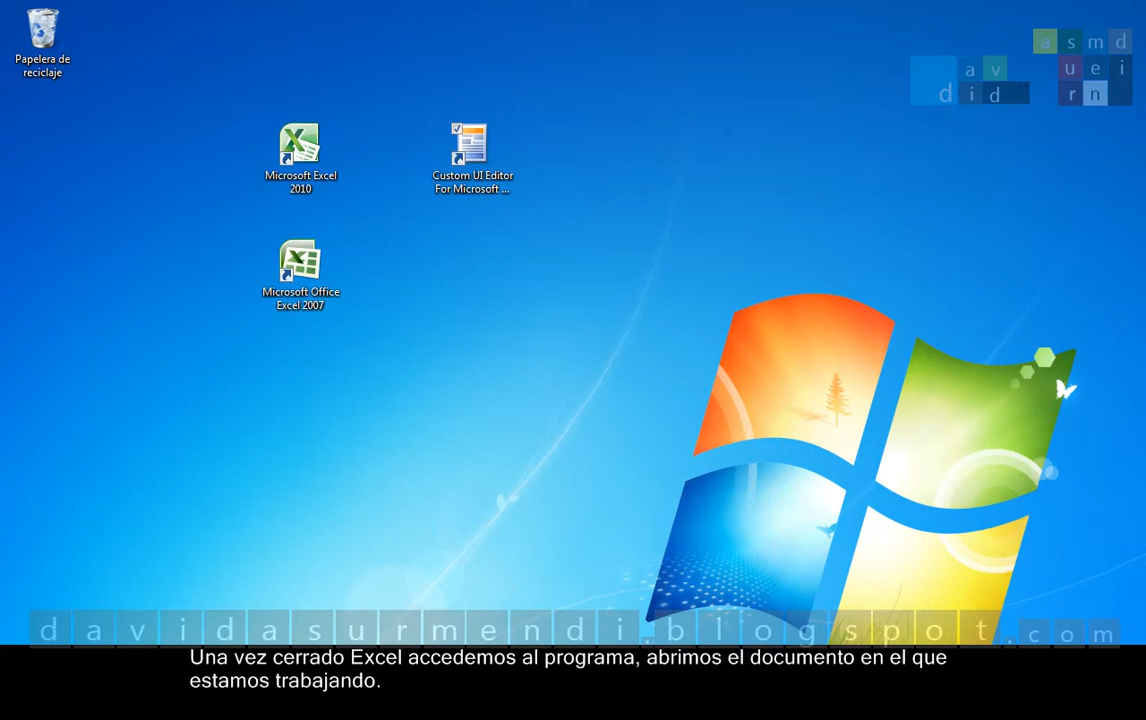 Papelera de
reciclaje
a s m d
a v u e i
d i d r n
Microsoft Excel
2010
Custom UI Editor
For Microsoft ...
Microsoft Office
Excel 2007
davidasurmendi.blogspot.com
Una vez cerrado Excel accedemos al programa, abrimos el documento en el que
estamos trabajando.